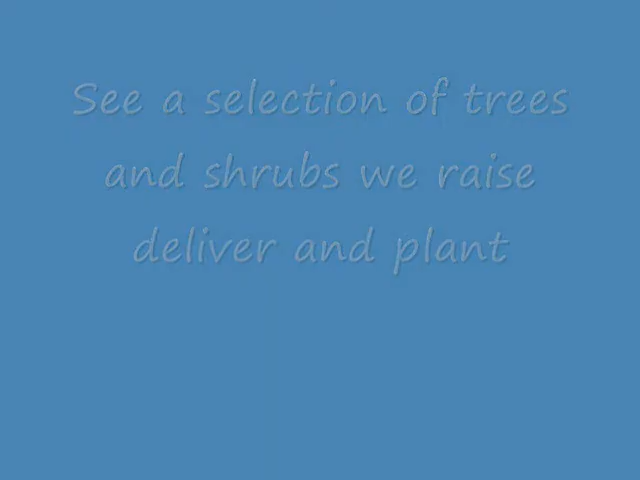 See a selection of trees
and shrubs we raise
deliver and plant